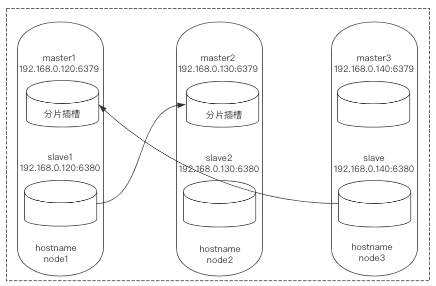 master1
192.168.0.120:6379
分片插槽
slave1
192.168.0.120:6380
hostname
node1
master2
192.168.0.130:6379
分片插槽
slave2
192.168.0.130:6380
hostname
node2
master3
192.168.0.140:6379
slave
192.168.0.140:6380
hostname
node3